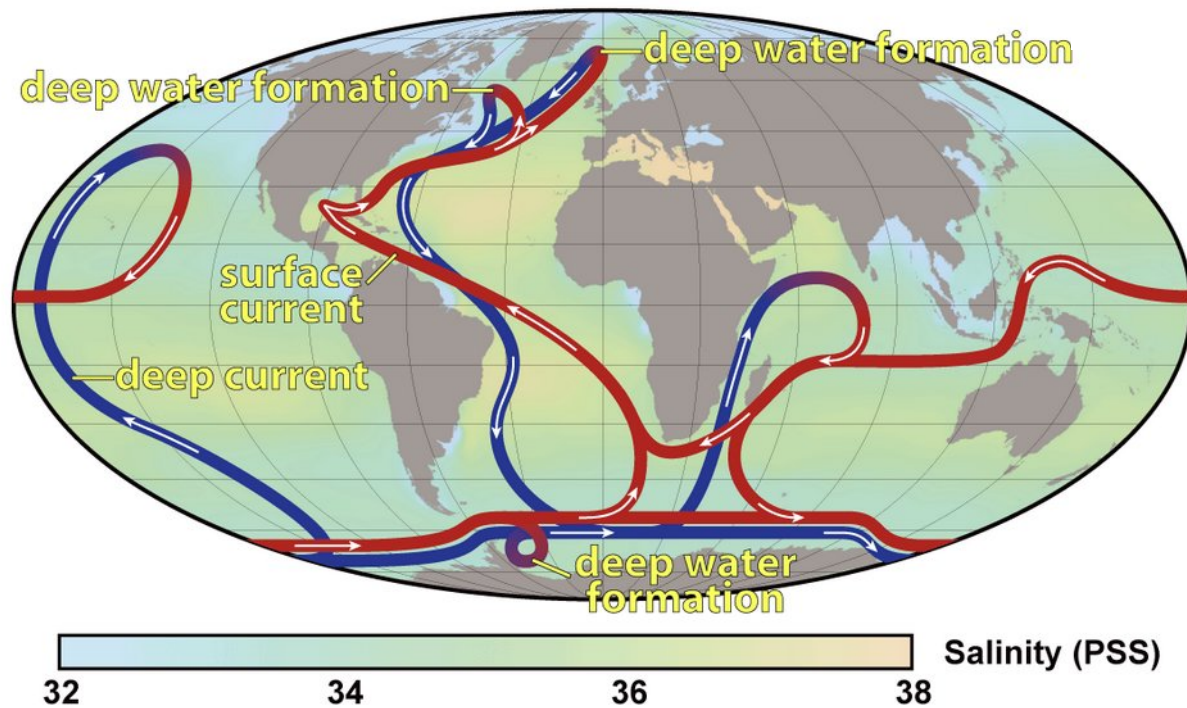 deep water formation
deep water formation
surface
current
deep current
deep water
formation
Salinity (PSS)
32 34 36 38